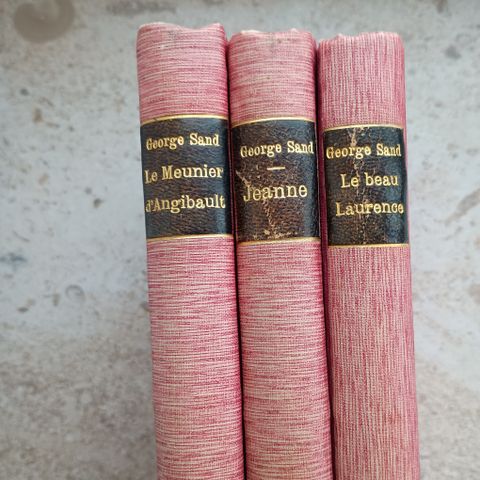 George Sand
Le Meunier
d'Angibault
George Sand
Jeanne
George Sand
Le beau
Laurence